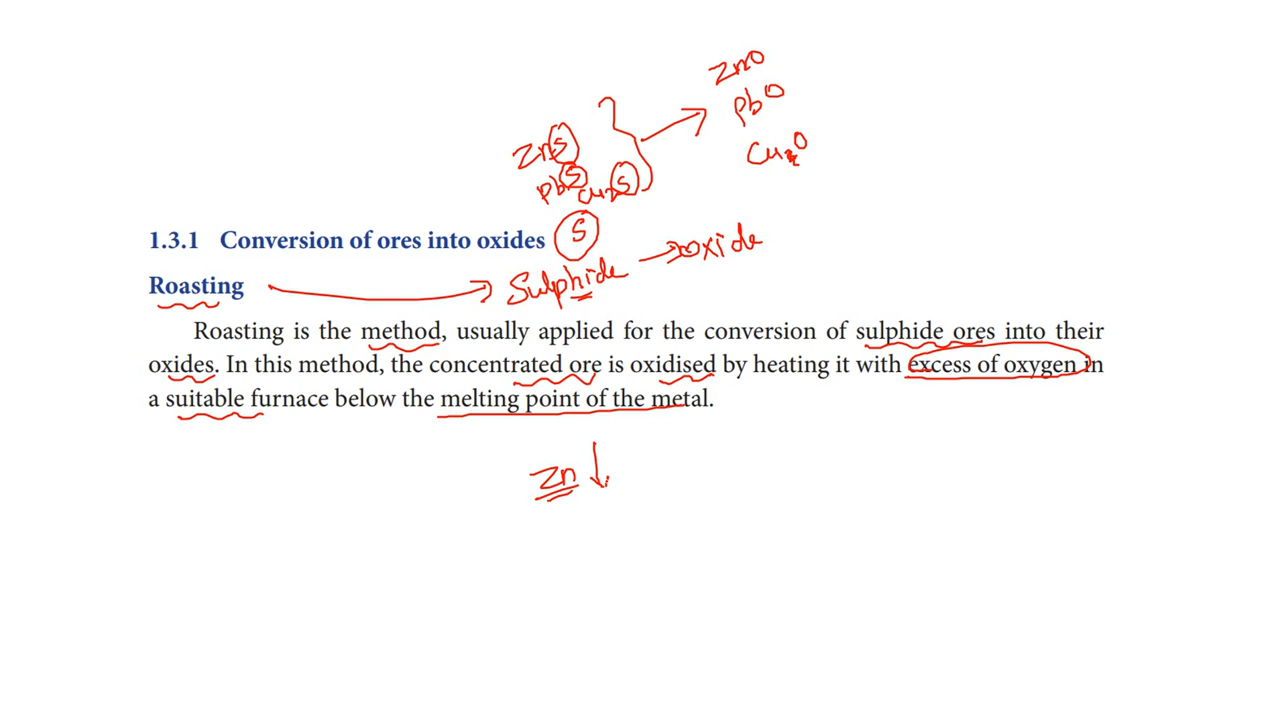 ZnO
PbO
Cu₂O
ZnS
PbS Cu₂S
S
1.3.1 Conversion of ores into oxides
Roasting
Sulphide → oxide
Roasting is the method, usually applied for the conversion of sulphide ores into their
oxides. In this method, the concentrated ore is oxidised by heating it with excess of oxygen in
a suitable furnace below the melting point of the metal.
Zn ↓